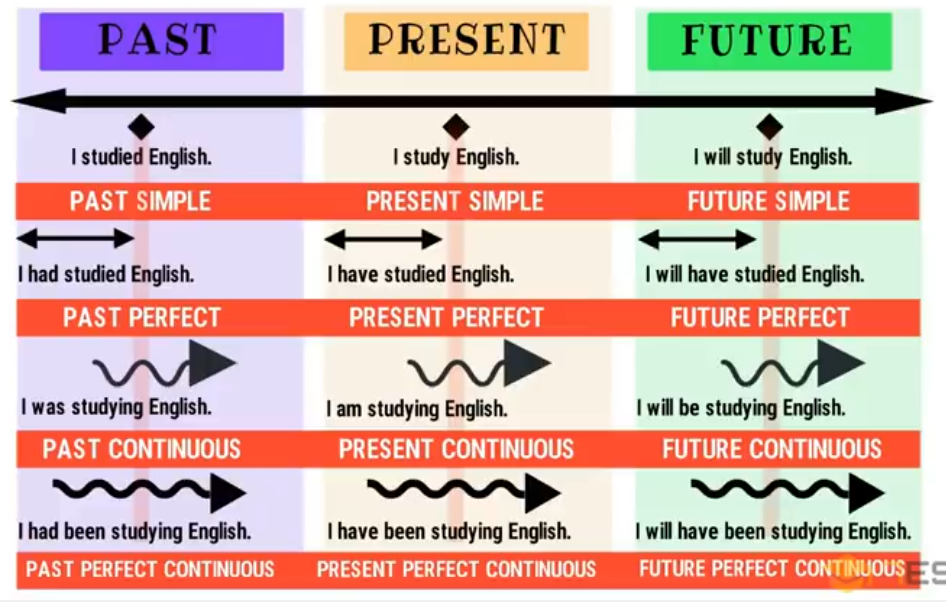 PAST PRESENT FUTURE
I studied English. I study English. I will study English.
PAST SIMPLE PRESENT SIMPLE FUTURE SIMPLE
I had studied English. I have studied English. I will have studied English.
PAST PERFECT PRESENT PERFECT FUTURE PERFECT
I was studying English. I am studying English. I will be studying English.
PAST CONTINUOUS PRESENT CONTINUOUS FUTURE CONTINUOUS
I had been studying English. I have been studying English. I will have been studying English.
PAST PERFECT CONTINUOUS PRESENT PERFECT CONTINUOUS FUTURE PERFECT CONTINUOUS